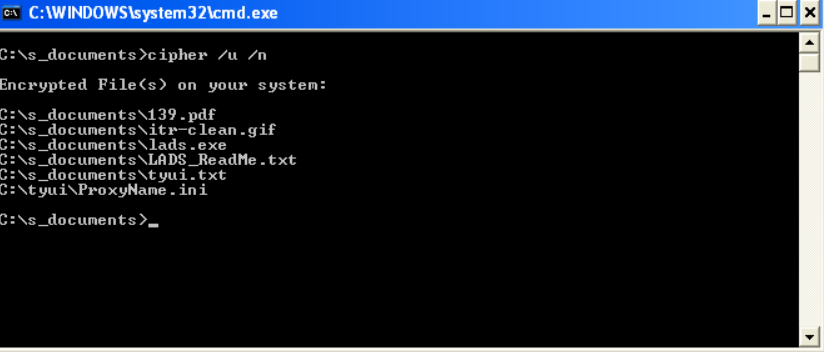 C:\WINDOWS\system32\cmd.exe
C:\s_documents>cipher /u /n
Encrypted File(s) on your system:
C:\s_documents\139.pdf
C:\s_documents\itr-clean.gif
C:\s_documents\lads.exe
C:\s_documents\LADS_ReadMe.txt
C:\s_documents\tyui.txt
C:\tyui\ProxyName.ini
C:\s_documents>_